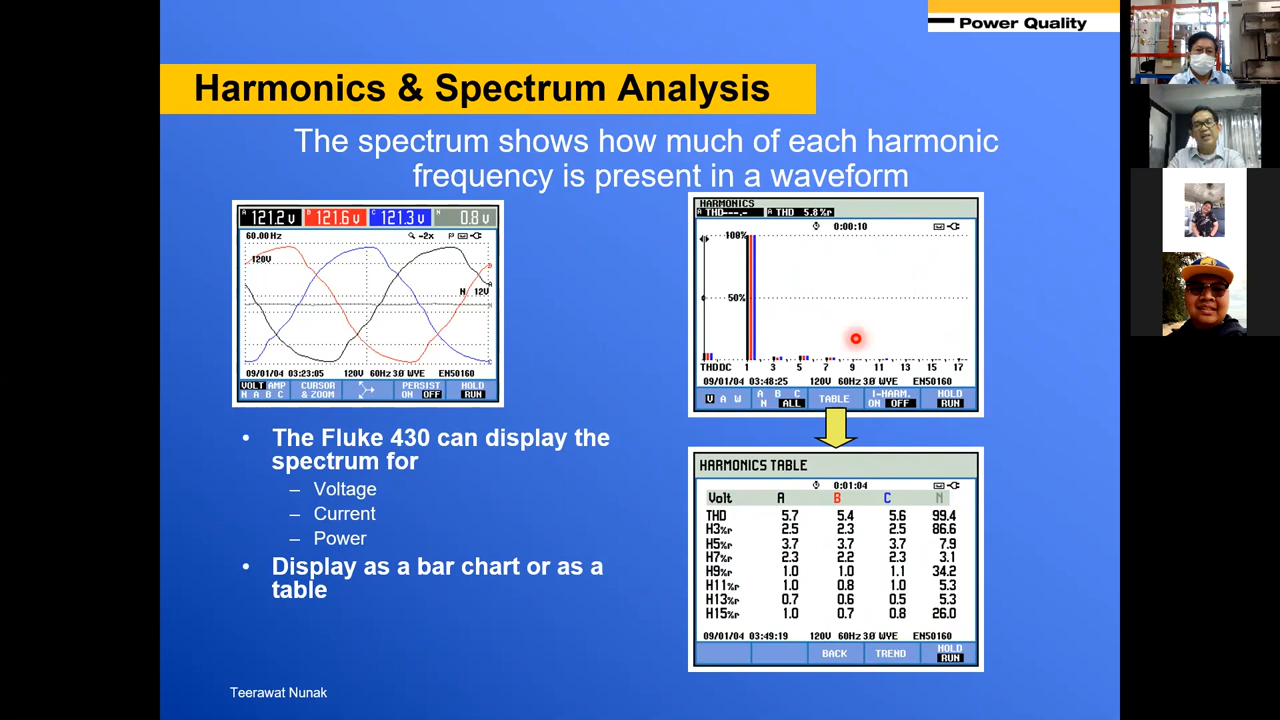 Power Quality
Harmonics & Spectrum Analysis
The spectrum shows how much of each harmonic
frequency is present in a waveform
A 121.2 V B 121.6 V C 121.3 V N 0.8 V
60.00 Hz -2x
120V
N 12V
09/01/04 03:23:05 120V 60Hz 3Ø WYE EN50160
VOLT AMP CURSOR PERSIST HOLD
N A B C & ZOOM ON OFF RUN
HARMONICS
A THD---.- A THD 5.8%r
0:00:10
100%
50%
THDDC 1 3 5 7 9 11 13 15 17
09/01/04 03:48:25 120V 60Hz 3Ø WYE EN50160
V A W A B C N ALL TABLE I-HARM. ON OFF HOLD RUN
• The Fluke 430 can display the
spectrum for
– Voltage
– Current
– Power
• Display as a bar chart or as a
table
HARMONICS TABLE
0:01:04
Volt A B C N
THD 5.7 5.4 5.6 99.4
H3%r 2.5 2.3 2.5 86.6
H5%r 3.7 3.7 3.7 7.9
H7%r 2.3 2.2 2.3 3.1
H9%r 1.0 1.0 1.1 34.2
H11%r 1.0 0.8 1.0 5.3
H13%r 0.7 0.6 0.5 5.3
H15%r 1.0 0.7 0.8 26.0
09/01/04 03:49:19 120V 60Hz 3Ø WYE EN50160
BACK TREND HOLD RUN
Teerawat Nunak